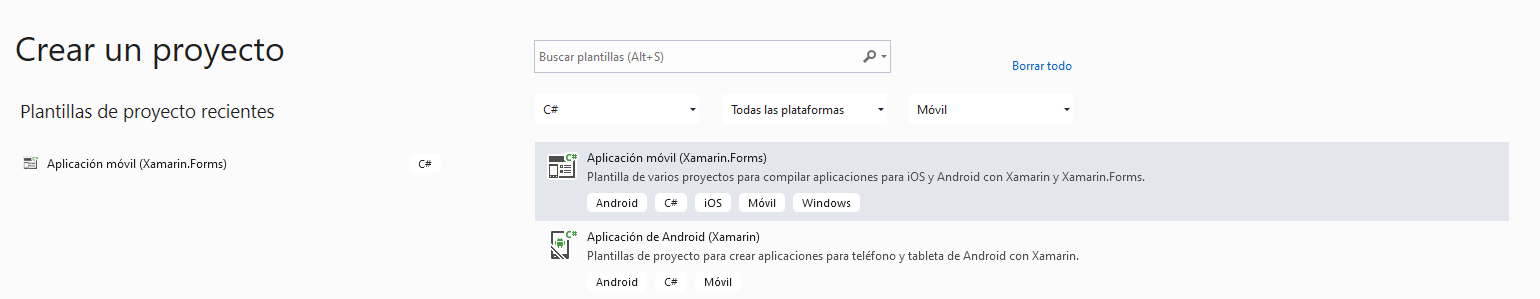 Crear un proyecto
Buscar plantillas (Alt+S)
Borrar todo
Plantillas de proyecto recientes
C#
Todas las plataformas
Móvil
Aplicación móvil (Xamarin.Forms)
C#
C#
Aplicación móvil (Xamarin.Forms)
Plantilla de varios proyectos para compilar aplicaciones para iOS y Android con Xamarin y Xamarin.Forms.
Android C# iOS Móvil Windows
C#
Aplicación de Android (Xamarin)
Plantillas de proyecto para crear aplicaciones para teléfono y tableta de Android con Xamarin.
Android C# Móvil